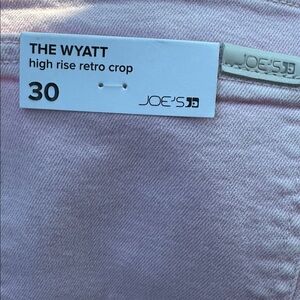 THE WYATT
high rise retro crop
30
JOE'S
JOE'S